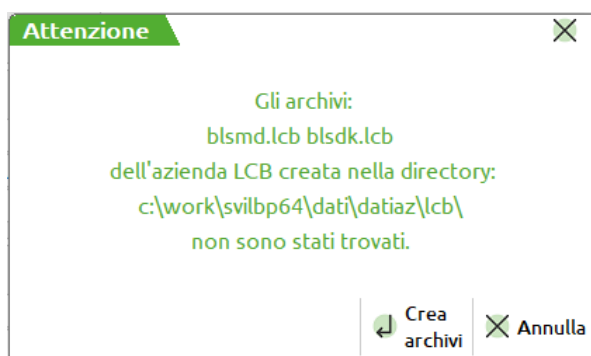 Attenzione
Gli archivi:
blsmd.lcb blsdk.lcb
dell'azienda LCB creata nella directory:
c:\work\svilbp64\dati\datiaz\lcb\
non sono stati trovati.
Crea
archivi
Annulla